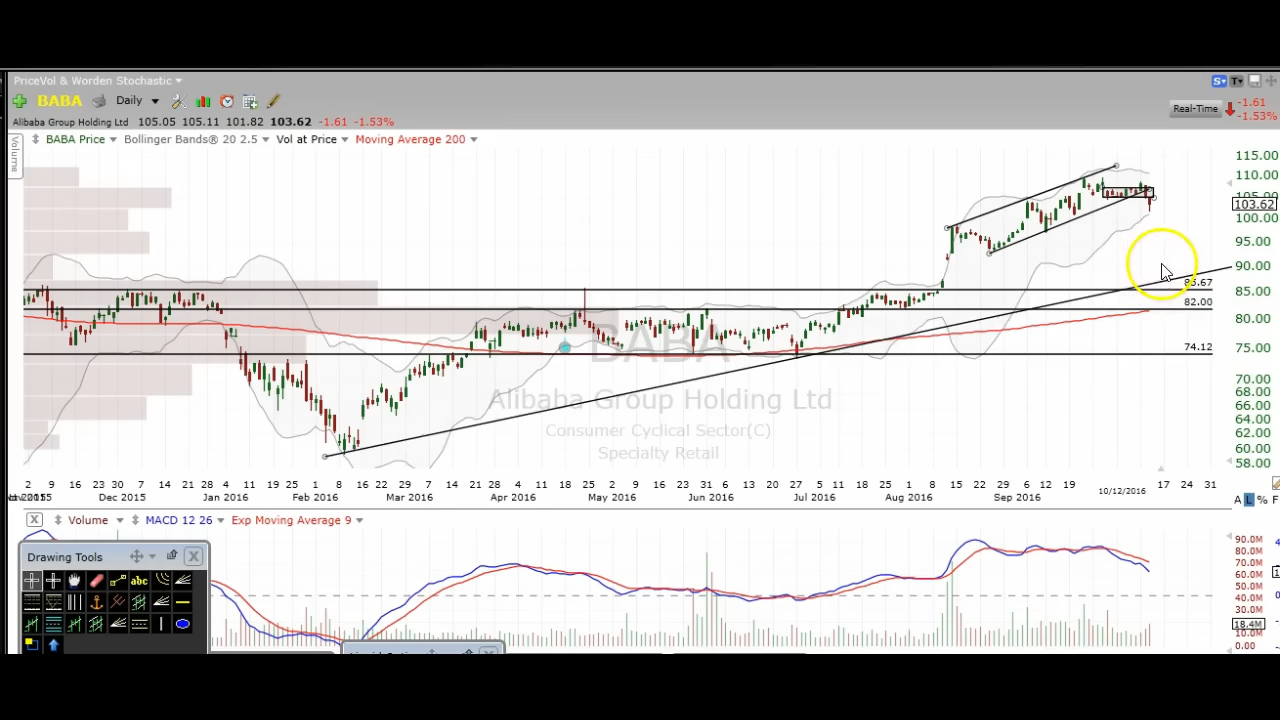 PriceVol & Worden Stochastic
BABA Daily
Real-Time -1.61
-1.53%
Alibaba Group Holding Ltd 105.05 105.11 101.82 103.62 -1.61 -1.53%
BABA Price Bollinger Bands® 20 2.5 Vol at Price Moving Average 200
Volume
115.00
110.00
105.00
103.62
100.00
95.00
90.00
85.00
80.00
75.00
70.00
68.00
66.00
64.00
62.00
60.00
58.00
82.00
74.12
BABA
Alibaba Group Holding Ltd
Consumer Cyclical Sector(C)
Specialty Retail
2 9 16 23 30 7 14 21 28 4 11 19 25 1 8 16 22 29 7 14 21 28 4 11 18 25 2 9 16 23 31 6 13 20 27 5 11 18 25 1 8 15 22 29 6 12 19 17 24 31
Dec 2015 Jan 2016 Feb 2016 Mar 2016 Apr 2016 May 2016 Jun 2016 Jul 2016 Aug 2016 Sep 2016 10/12/2016
A L % F
X Volume MACD 12 26 Exp Moving Average 9
Drawing Tools X
abc
90.0M
80.0M
70.0M
60.0M
50.0M
40.0M
30.0M
18.4M
10.0M
0.00